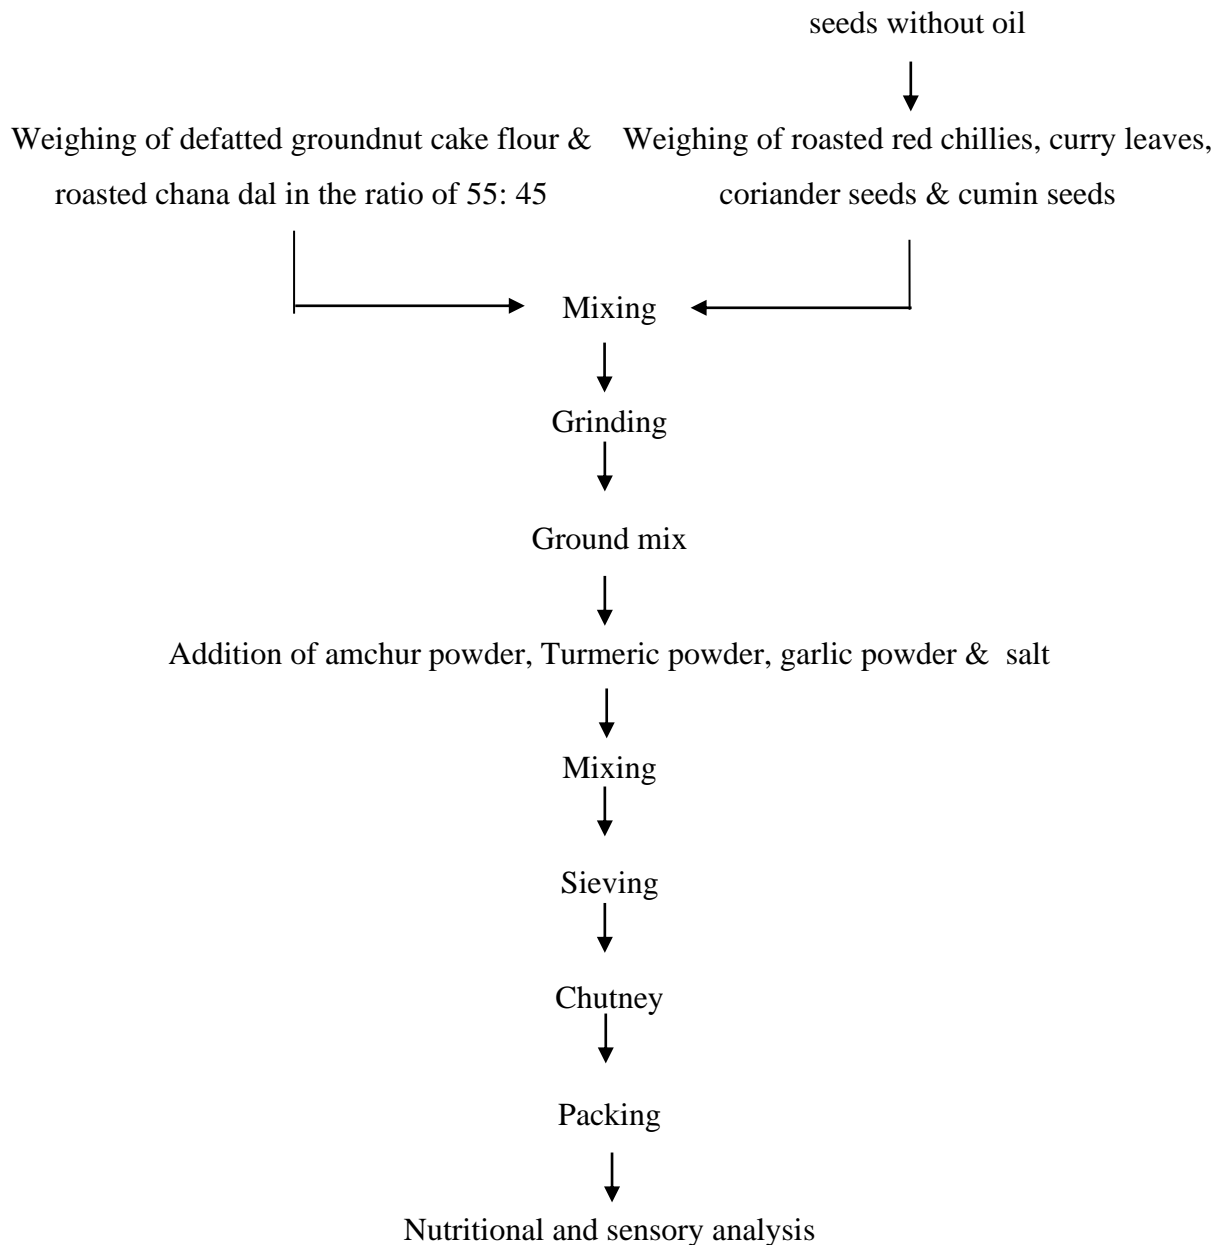 seeds without oil
Weighing of defatted groundnut cake flour &
roasted chana dal in the ratio of 55: 45
Weighing of roasted red chillies, curry leaves,
coriander seeds & cumin seeds
Mixing
Grinding
Ground mix
Addition of amchur powder, Turmeric powder, garlic powder & salt
Mixing
Sieving
Chutney
Packing
Nutritional and sensory analysis